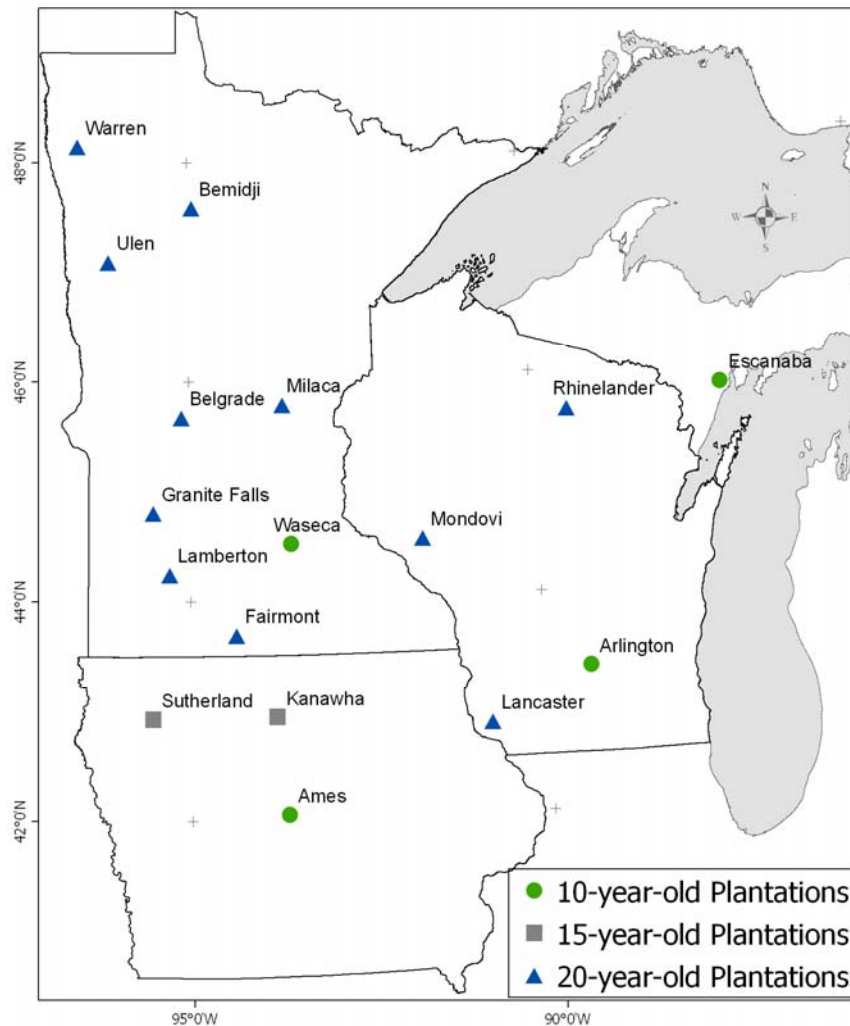 Warren
Bemidji
Ulen
N
W E
S
Escanaba
Belgrade
Milaca
Rhinelander
Granite Falls
Waseca
Mondovi
Lamberton
Fairmont
Arlington
Sutherland
Kanawha
Lancaster
Ames
48°0'N
46°0'N
44°0'N
42°0'N
10-year-old Plantations
15-year-old Plantations
20-year-old Plantations
95°0'W
90°0'W